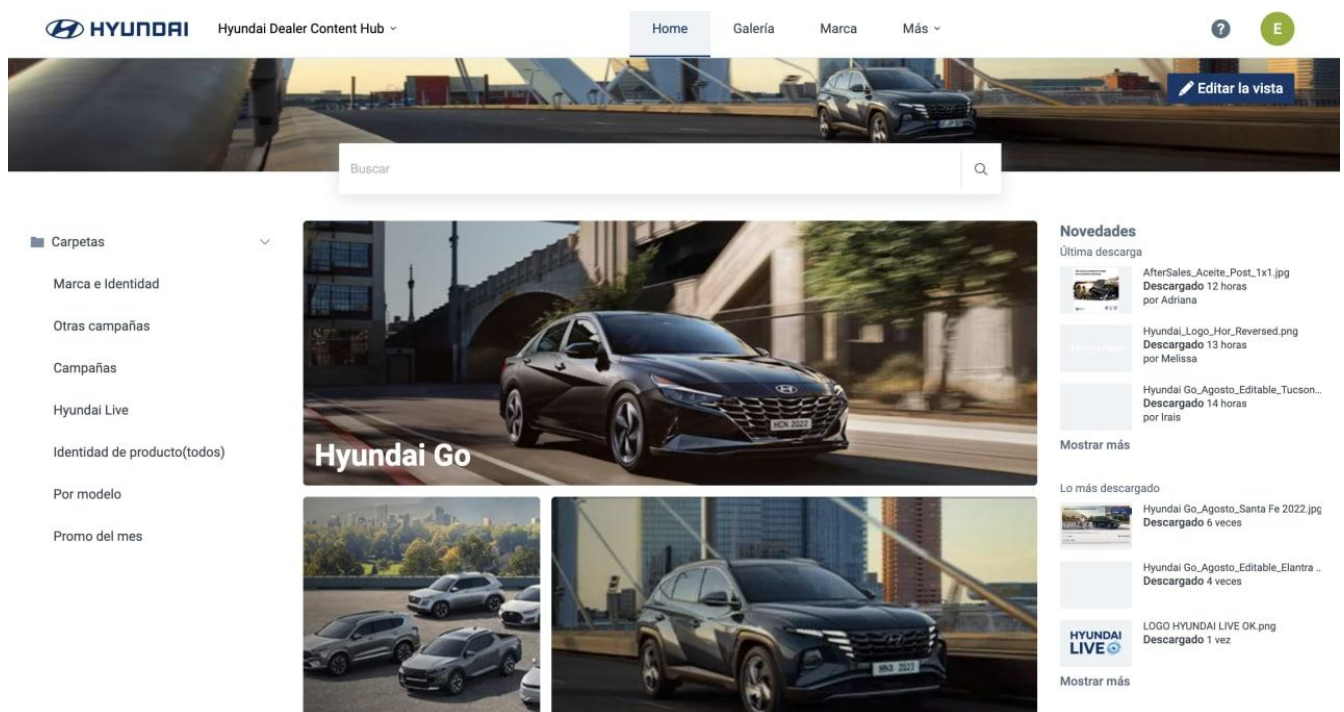 HYUNDAI
Hyundai Dealer Content Hub
Home
Galería
Marca
Más
?
E
Editar la vista
Buscar
Carpetas
Marca e Identidad
Otras campañas
Campañas
Hyundai Live
Identidad de producto(todos)
Por modelo
Promo del mes
Hyundai Go
HCN 2022
HNX 2023
Novedades
Última descarga
AfterSales_Aceite_Post_1x1.jpg
Descargado 12 horas
por Adriana
Hyundai_Logo_Hor_Reversed.png
Descargado 13 horas
por Melissa
Hyundai Go_Agosto_Editable_Tucson...
Descargado 14 horas
por Irais
Mostrar más
Lo más descargado
Hyundai Go_Agosto_Santa Fe 2022.jpg
Descargado 6 veces
Hyundai Go_Agosto_Editable_Elantra ..
Descargado 4 veces
HYUNDAI
LIVE
LOGO HYUNDAI LIVE OK.png
Descargado 1 vez
Mostrar más